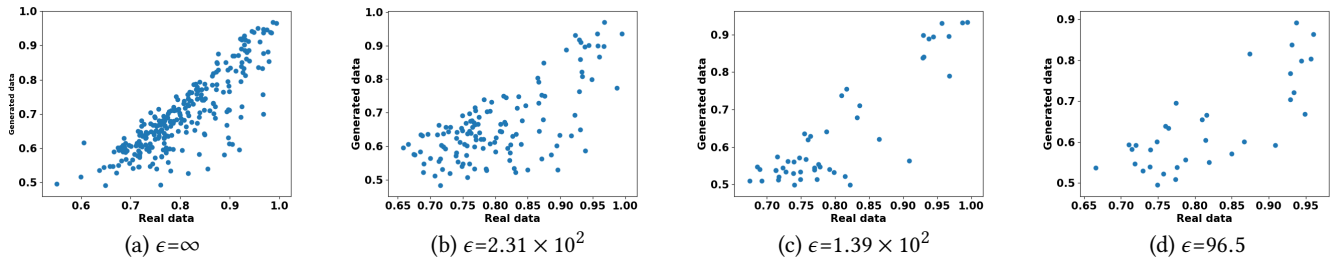 Generated data
1.0
0.9
0.8
0.7
0.6
0.5
0.6 0.7 0.8 0.9 1.0
Real data
(a) ϵ=∞
Generated data
1.0
0.9
0.8
0.7
0.6
0.5
0.65 0.70 0.75 0.80 0.85 0.90 0.95 1.00
Real data
(b) ϵ=2.31 × 10²
Generated data
0.9
0.8
0.7
0.6
0.5
0.70 0.75 0.80 0.85 0.90 0.95 1.00
Real data
(c) ϵ=1.39 × 10²
Generated data
0.9
0.8
0.7
0.6
0.5
0.65 0.70 0.75 0.80 0.85 0.90 0.95
Real data
(d) ϵ=96.5